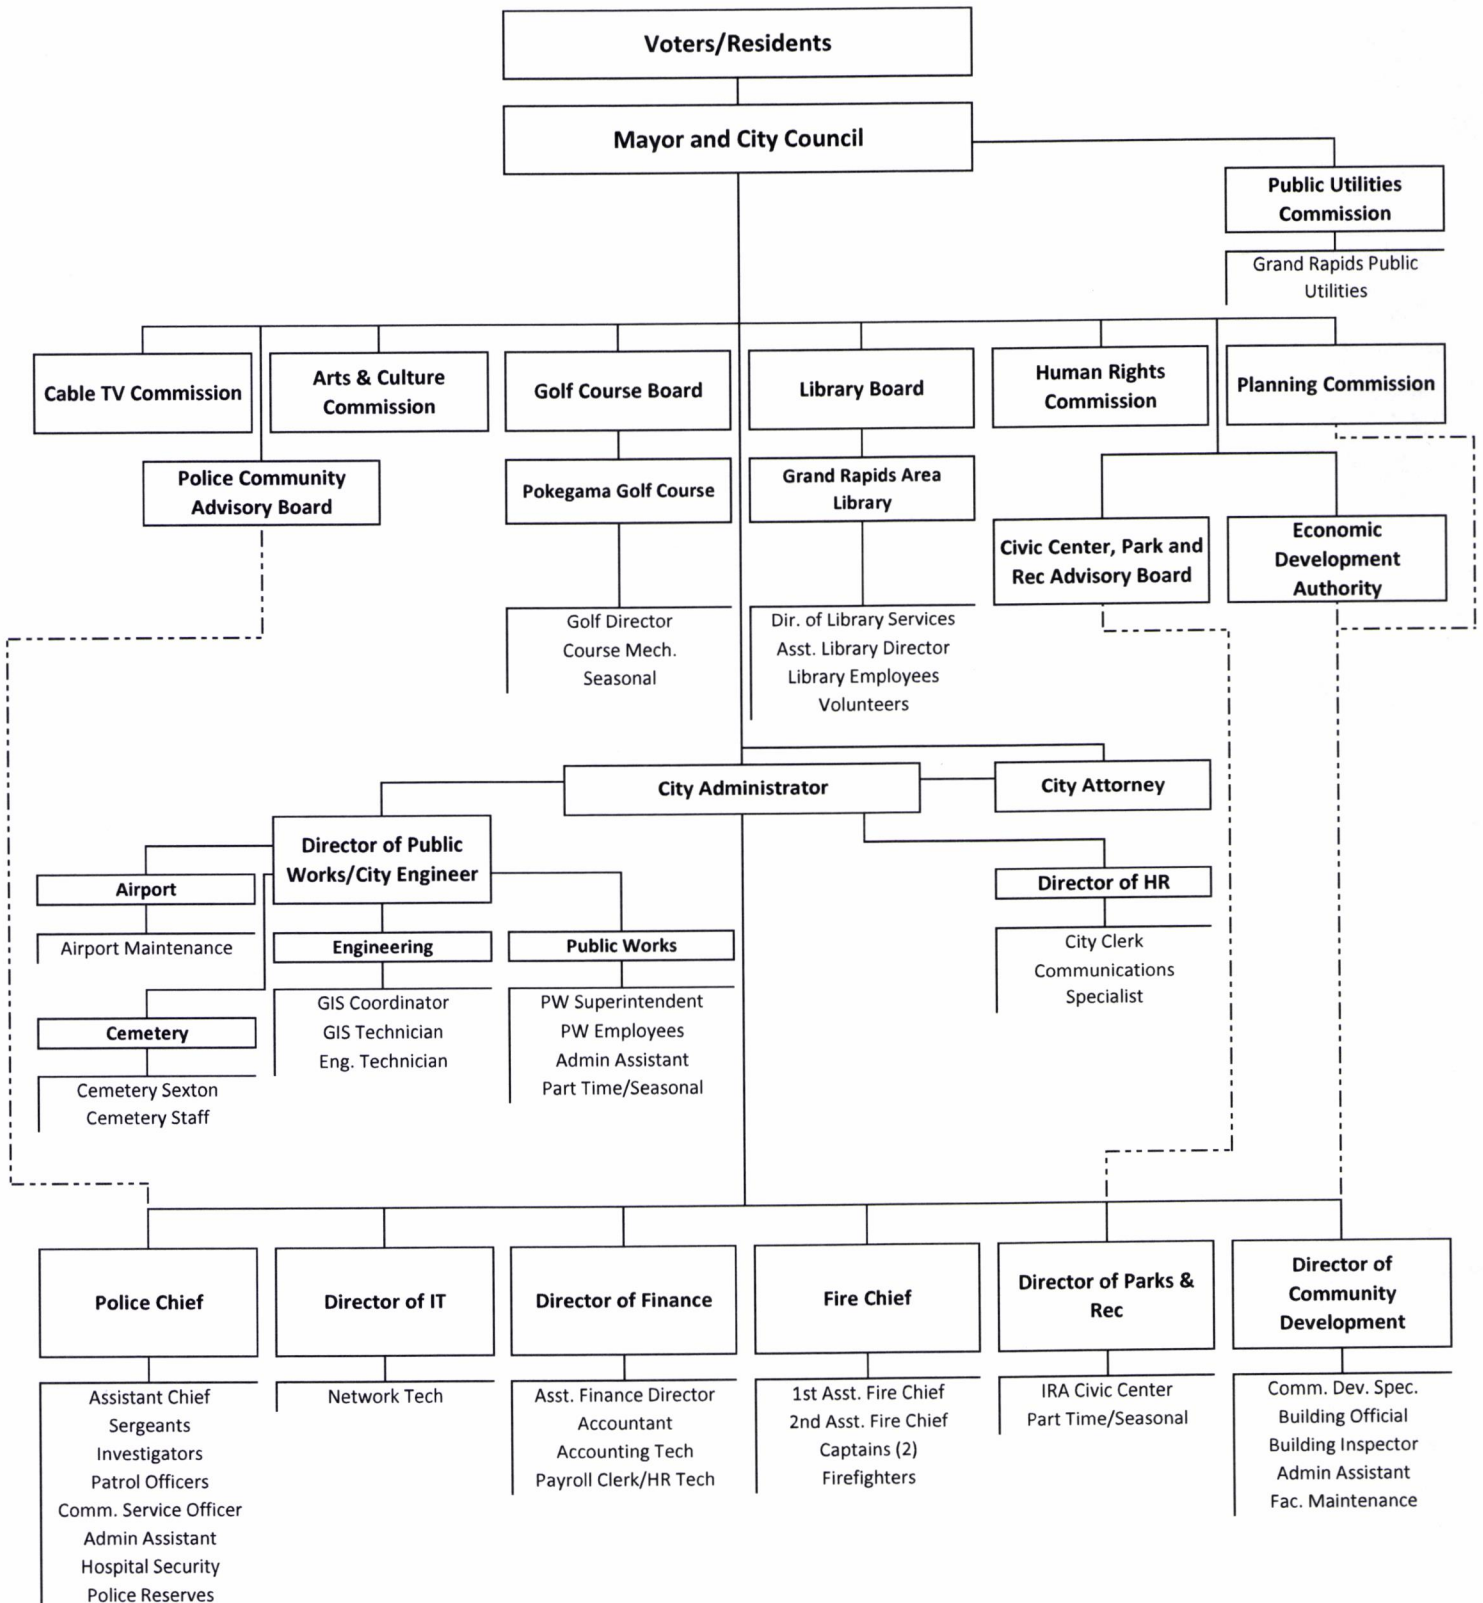 Voters/Residents
Mayor and City Council
Public Utilities
Commission
Grand Rapids Public
Utilities
Cable TV Commission
Arts & Culture
Commission
Golf Course Board
Library Board
Human Rights
Commission
Planning Commission
Police Community
Advisory Board
Pokegama Golf Course
Grand Rapids Area
Library
Civic Center, Park and
Rec Advisory Board
Economic
Development
Authority
Golf Director
Course Mech.
Seasonal
Dir. of Library Services
Asst. Library Director
Library Employees
Volunteers
City Administrator
City Attorney
Director of Public
Works/City Engineer
Director of HR
City Clerk
Communications
Specialist
Airport
Airport Maintenance
Engineering
GIS Coordinator
GIS Technician
Eng. Technician
Public Works
PW Superintendent
PW Employees
Admin Assistant
Part Time/Seasonal
Cemetery
Cemetery Sexton
Cemetery Staff
Police Chief
Assistant Chief
Sergeants
Investigators
Patrol Officers
Comm. Service Officer
Admin Assistant
Hospital Security
Police Reserves
Director of IT
Network Tech
Director of Finance
Asst. Finance Director
Accountant
Accounting Tech
Payroll Clerk/HR Tech
Fire Chief
1st Asst. Fire Chief
2nd Asst. Fire Chief
Captains (2)
Firefighters
Director of Parks &
Rec
IRA Civic Center
Part Time/Seasonal
Director of
Community
Development
Comm. Dev. Spec.
Building Official
Building Inspector
Admin Assistant
Fac. Maintenance